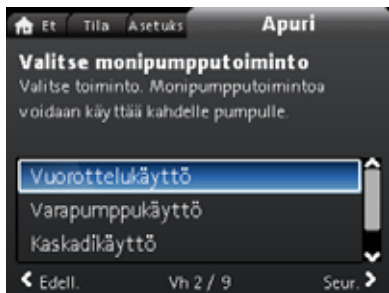 Et Tila Asetuks Apuri
Valitse monipumpputoiminto
Valitse toiminto. Monipumpputoimintoa
voidaan käyttää kahdelle pumpulle.
Vuorottelukäyttö
Varapumppukäyttö
Kaskadikäyttö
Edell. Vh 2 / 9 Seur.